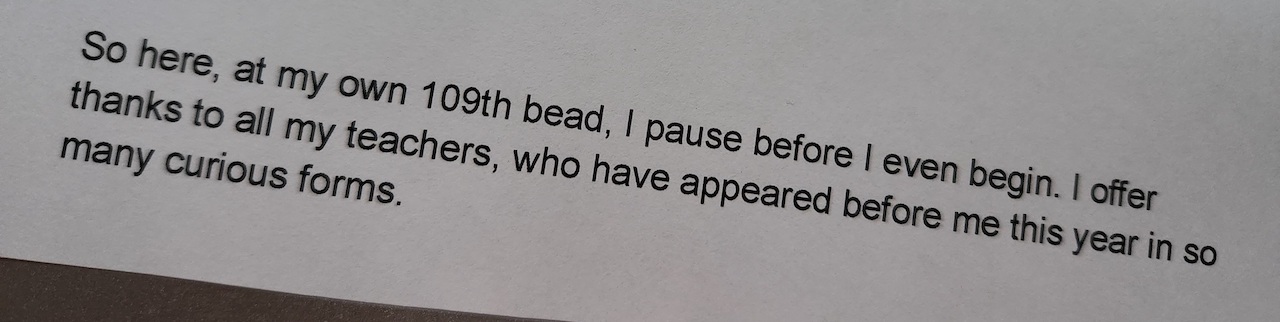 So here, at my own 109th bead, I pause before I even begin. I offer
thanks to all my teachers, who have appeared before me this year in so
many curious forms.